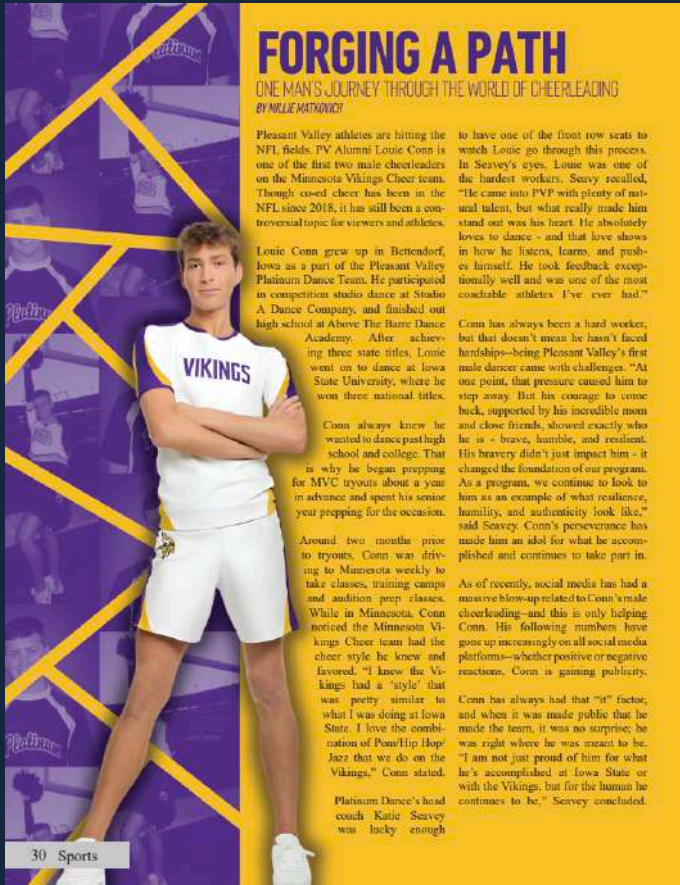 FORGING A PATH
ONE MAN'S JOURNEY THROUGH THE WORLD OF CHEERLEADING
BY MILLIE MATKOVICH
Pleasant Valley athletes are hitting the
NFL fields. PV Alumni Louie Conn is
one of the first two male cheerleaders
on the Minnesota Vikings Cheer team.
Though co-ed cheer has been in the
NFL since 2018, it has still been a con-
troversial topic for viewers and athletes.
Louie Conn grew up in Bettendorf,
Iowa as a part of the Pleasant Valley
Platinum Dance Team. He participated
in competition studio dance at Studio
A Dance Company, and finished out
high school at Above The Barre Dance
Academy. After achiev-
ing three state titles, Louie
went on to dance at Iowa
State University, where he
won three national titles.
Conn always knew he
wanted to dance past high
school and college. That
is why he began prepping
for MVC tryouts about a year
in advance and spent his senior
year prepping for the occasion.
Around two months prior
to tryouts, Conn was driv-
ing to Minnesota weekly to
take classes, training camps
and audition prep classes.
While in Minnesota, Conn
noticed the Minnesota Vi-
kings Cheer team had the
cheer style he knew and
favored. "I knew the Vi-
kings had a 'style' that
was pretty similar to
what I was doing at Iowa
State. I love the combi-
nation of Pom/Hip Hop/
Jazz that we do on the
Vikings," Conn stated.
Platinum Dance's head
coach Katie Seavey
was lucky enough
to have one of the front row seats to
watch Louie go through this process.
In Seavey's eyes, Louie was one of
the hardest workers. Seavy recalled,
"He came into PVP with plenty of nat-
ural talent, but what really made him
stand out was his heart. He absolutely
loves to dance - and that love shows
in how he listens, learns, and push-
es himself. He took feedback excep-
tionally well and was one of the most
coachable athletes I've ever had."
Conn has always been a hard worker,
but that doesn't mean he hasn't faced
hardships--being Pleasant Valley's first
male dancer came with challenges. "At
one point, that pressure caused him to
step away. But his courage to come
back, supported by his incredible mom
and close friends, showed exactly who
he is - brave, humble, and resilient.
His bravery didn't just impact him - it
changed the foundation of our program.
As a program, we continue to look to
him as an example of what resilience,
humility, and authenticity look like,"
said Seavey. Conn's perseverance has
made him an idol for what he accom-
plished and continues to take part in.
As of recently, social media has had a
massive blow-up related to Conn's male
cheerleading--and this is only helping
Conn. His following numbers have
gone up increasingly on all social media
platforms--whether positive or negative
reactions, Conn is gaining publicity.
Conn has always had that "it" factor,
and when it was made public that he
made the team, it was no surprise; he
was right where he was meant to be.
"I am not just proud of him for what
he's accomplished at Iowa State or
with the Vikings, but for the human he
continues to be," Seavey concluded.
VIKINGS
Platinum
Platinum
Platinum
30 Sports